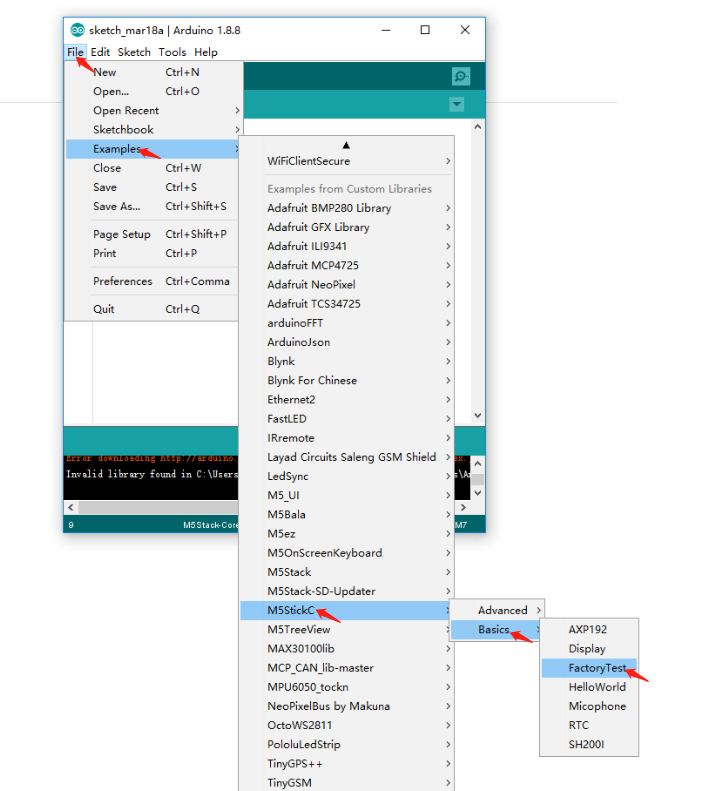 sketch_mar18a | Arduino 1.8.8
File Edit Sketch Tools Help
New Ctrl+N
Open... Ctrl+O
Open Recent
Sketchbook
Examples
Close Ctrl+W
Save Ctrl+S
Save As... Ctrl+Shift+S
Page Setup Ctrl+Shift+P
Print Ctrl+P
Preferences Ctrl+Comma
Quit Ctrl+Q
WiFiClientSecure
Examples from Custom Libraries
Adafruit BMP280 Library
Adafruit GFX Library
Adafruit ILI9341
Adafruit MCP4725
Adafruit NeoPixel
Adafruit TCS34725
arduinoFFT
ArduinoJson
Blynk
Blynk For Chinese
Ethernet2
FastLED
IRremote
Layad Circuits Saleng GSM Shield
LedSync
M5_UI
M5Bala
M5ez
M5OnScreenKeyboard
M5Stack
M5Stack-SD-Updater
M5StickC
M5TreeView
MAX30100lib
MCP_CAN_lib-master
MPU6050_tockn
NeoPixelBus by Makuna
OctoWS2811
PololuLedStrip
TinyGPS++
TinyGSM
Advanced
Basics
AXP192
Display
FactoryTest
HelloWorld
Micophone
RTC
SH200I
Error downloading http://arduino.
Invalid library found in C:\Users
9 M5Stack-Core
M7